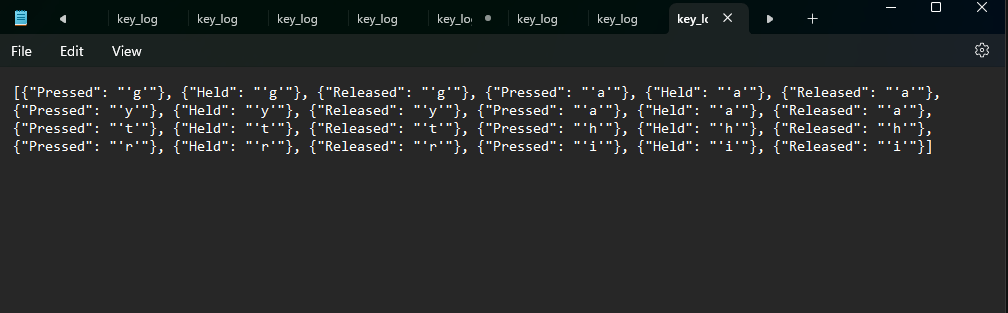 key_log key_log key_log key_log key_lo key_log key_log key_l
File Edit View
[{"Pressed": "'g'"}, {"Held": "'g'"}, {"Released": "'g'"}, {"Pressed": "'a'"}, {"Held": "'a'"}, {"Released": "'a'"},
{"Pressed": "'y'"}, {"Held": "'y'"}, {"Released": "'y'"}, {"Pressed": "'a'"}, {"Held": "'a'"}, {"Released": "'a'"},
{"Pressed": "'t'"}, {"Held": "'t'"}, {"Released": "'t'"}, {"Pressed": "'h'"}, {"Held": "'h'"}, {"Released": "'h'"},
{"Pressed": "'r'"}, {"Held": "'r'"}, {"Released": "'r'"}, {"Pressed": "'i'"}, {"Held": "'i'"}, {"Released": "'i'"}]